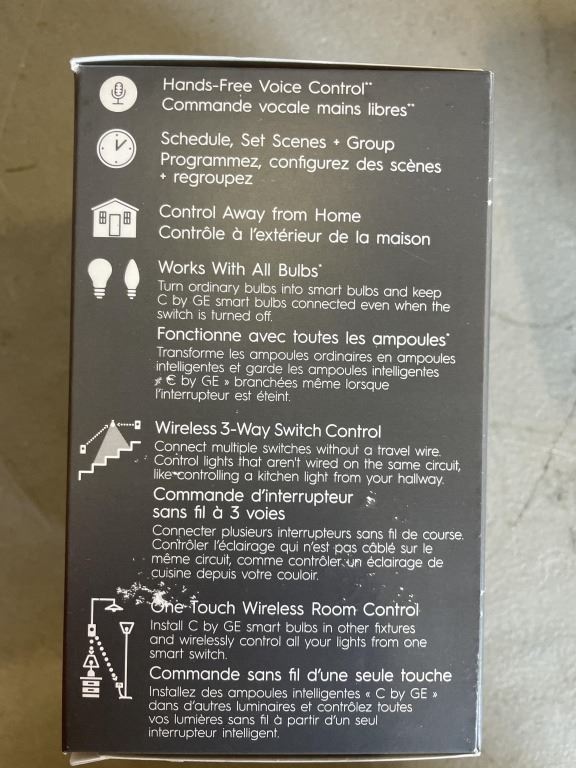 Hands-Free Voice Control**
Commande vocale mains libres**
Schedule, Set Scenes + Group
Programmez, configurez des scènes
+ regroupez
Control Away from Home
Contrôle à l'extérieur de la maison
Works With All Bulbs*
Turn ordinary bulbs into smart bulbs and keep
C by GE smart bulbs connected even when the
switch is turned off.
Fonctionne avec toutes les ampoules*
Transforme les ampoules ordinaires en ampoules
intelligentes et garde les ampoules intelligentes
« C by GE » branchées même lorsque
l'interrupteur est éteint.
Wireless 3-Way Switch Control
Connect multiple switches without a travel wire.
Control lights that aren't wired on the same circuit,
like controlling a kitchen light from your hallway.
Commande d'interrupteur
sans fil à 3 voies
Connecter plusieurs interrupteurs sans fil de course.
Contrôler l'éclairage qui n'est pas câblé sur le
même circuit, comme contrôler un éclairage de
cuisine depuis votre couloir.
One Touch Wireless Room Control
Install C by GE smart bulbs in other fixtures
and wirelessly control all your lights from one
smart switch.
Commande sans fil d'une seule touche
Installez des ampoules intelligentes « C by GE »
dans d'autres luminaires et contrôlez toutes
vos lumières sans fil à partir d'un seul
interrupteur intelligent.